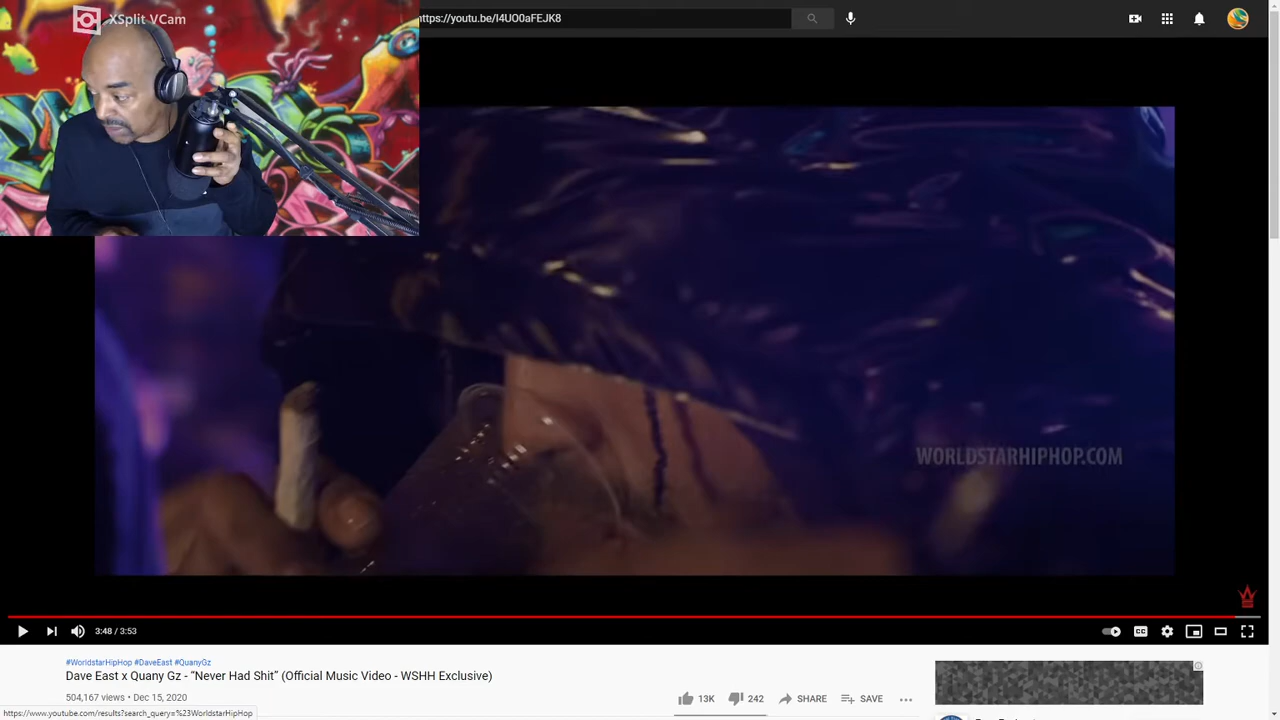 XSplit VCam
https://youtu.be/I4UO0aFEJK8
WORLDSTARHIPHOP.COM
3:48 / 3:53
#WorldstarHipHop #DaveEast #QuanyGz
Dave East x Quany Gz - “Never Had Shit” (Official Music Video - WSHH Exclusive)
504,167 views • Dec 15, 2020
13K
242
SHARE
SAVE
https://www.youtube.com/results?search_query=%23WorldstarHipHop